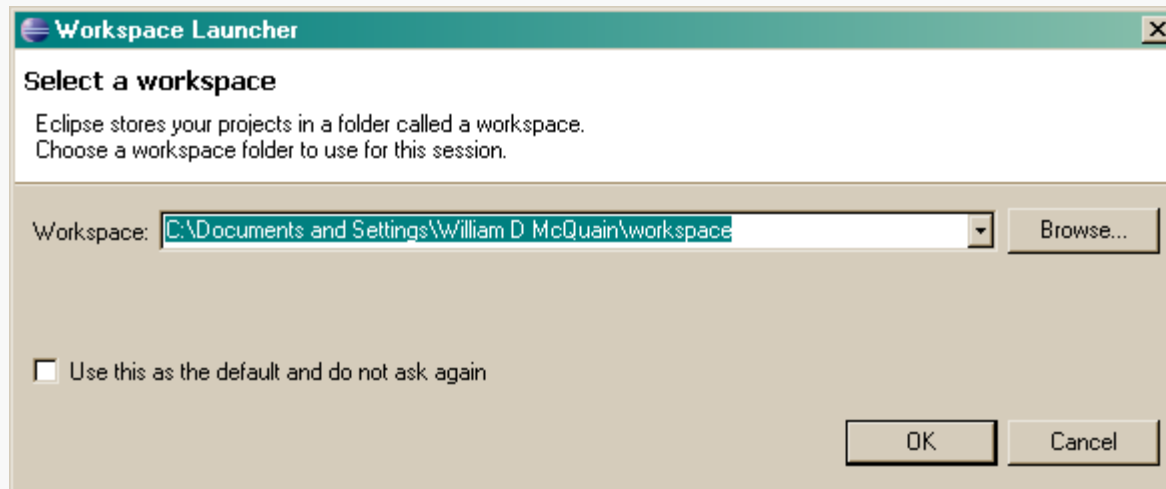 Workspace Launcher
Select a workspace
Eclipse stores your projects in a folder called a workspace.
Choose a workspace folder to use for this session.
Workspace: C:\Documents and Settings\William D McQuain\workspace Browse...
Use this as the default and do not ask again
OK Cancel